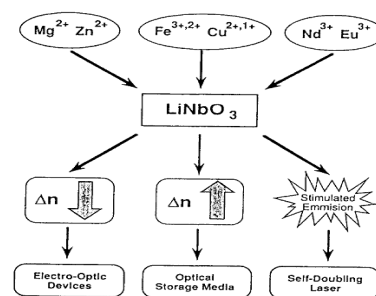 Mg2+ Zn2+
Fe3+,2+ Cu2+,1+
Nd3+ Eu3+
LiNbO3
Δn
Δn
Stimulated
Emmision
Electro-Optic
Devices
Optical
Storage Media
Self-Doubling
Laser